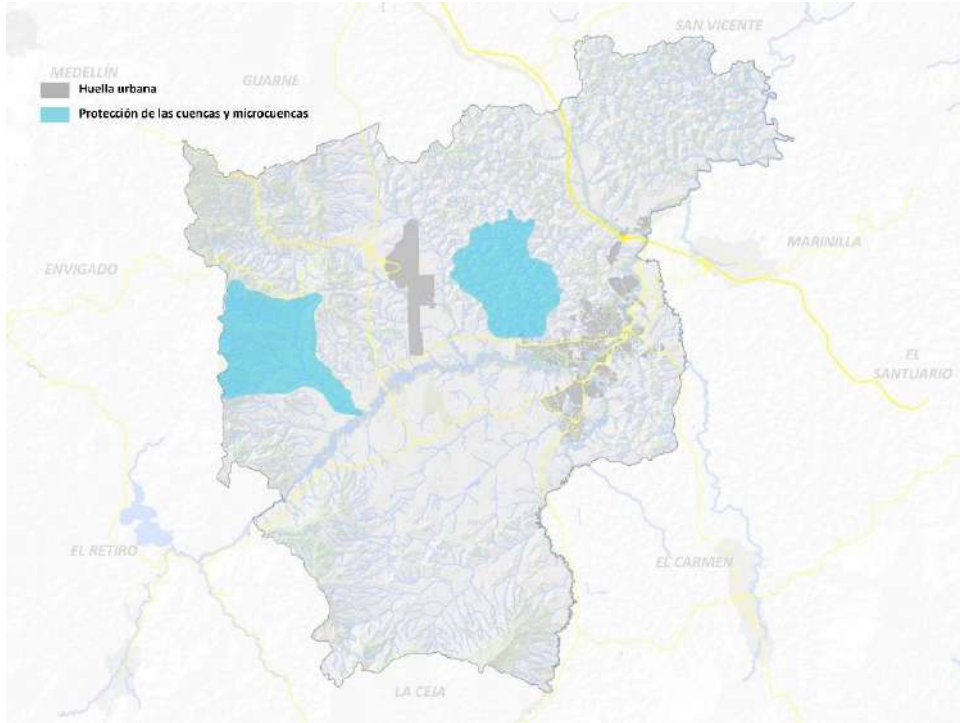 SAN VICENTE
MEDELLÍN
GUARNE
Huella urbana
Protección de las cuencas y microcuencas
MARINILLA
ENVIGADO
EL
SANTUARIO
EL RETIRO
EL CARMEN
LA CEJA